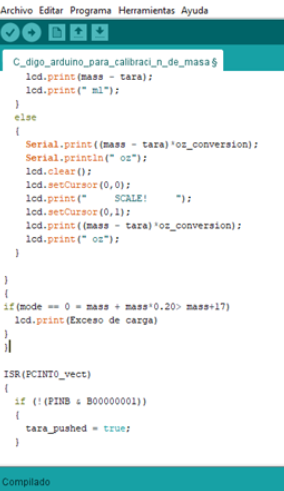 Archivo Editar Programa Herramientas Ayuda
C_digo_arduino_para_calibraci_n_de_masa §
lcd.print(mass - tara);
lcd.print(" ml");
}
else
{
Serial.print((mass - tara)*oz_conversion);
Serial.println(" oz");
lcd.clear();
lcd.setCursor(0,0);
lcd.print("     SCALE!     ");
lcd.setCursor(0,1);
lcd.print((mass - tara)*oz_conversion);
lcd.print(" oz");
}
}
{
if(mode == 0 = mass + mass*0.20> mass+17)
lcd.print(Exceso de carga)
}
}
ISR(PCINT0_vect)
{
if (!(PINB & B00000001))
{
tara_pushed = true;
}
Compilado